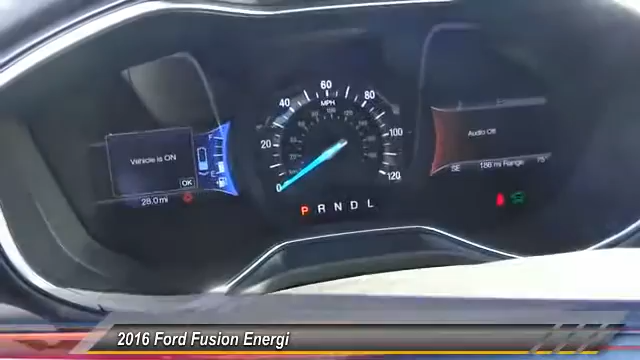 60
MPH
40
80
20
100
0
120
Vehicle is ON
OK
E
28.0 mi
P R N D L
Audio Off
SE
186 mi Range
75°
2016 Ford Fusion Energi